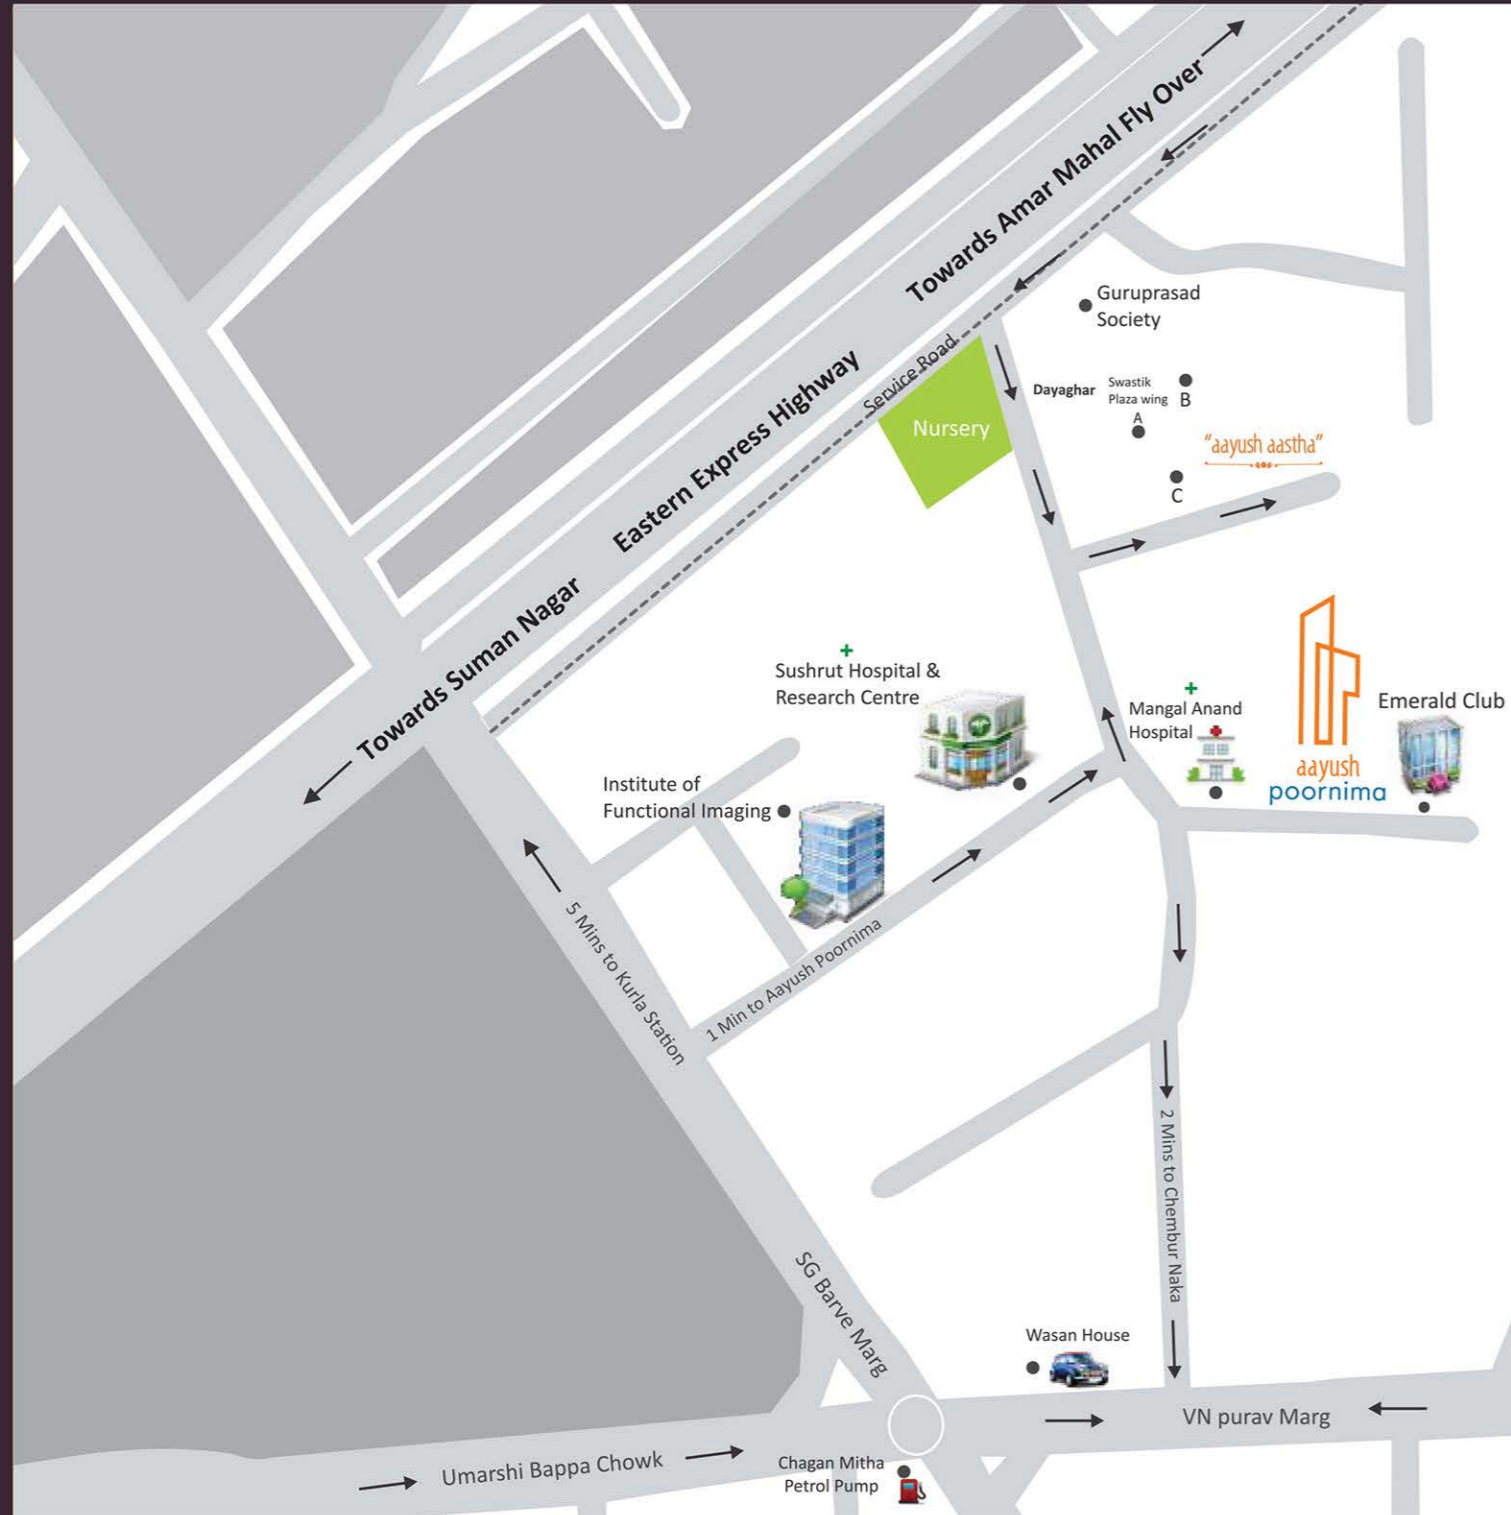 Towards Amar Mahal Fly Over
Guruprasad
Society
Service Road
Eastern Express Highway
Dayaghar
Swastik
Plaza wing
B
A
Nursery
"aayush aastha"
C
Towards Suman Nagar
Sushrut Hospital &
Research Centre
Mangal Anand
Hospital
Emerald Club
aayush
poornima
Institute of
Functional Imaging
5 Mins to Kurla Station
1 Min to Aayush Poornima
2 Mins to Chembur Naka
SG Barve Marg
Wasan House
VN purav Marg
Umarshi Bappa Chowk
Chagan Mitha
Petrol Pump